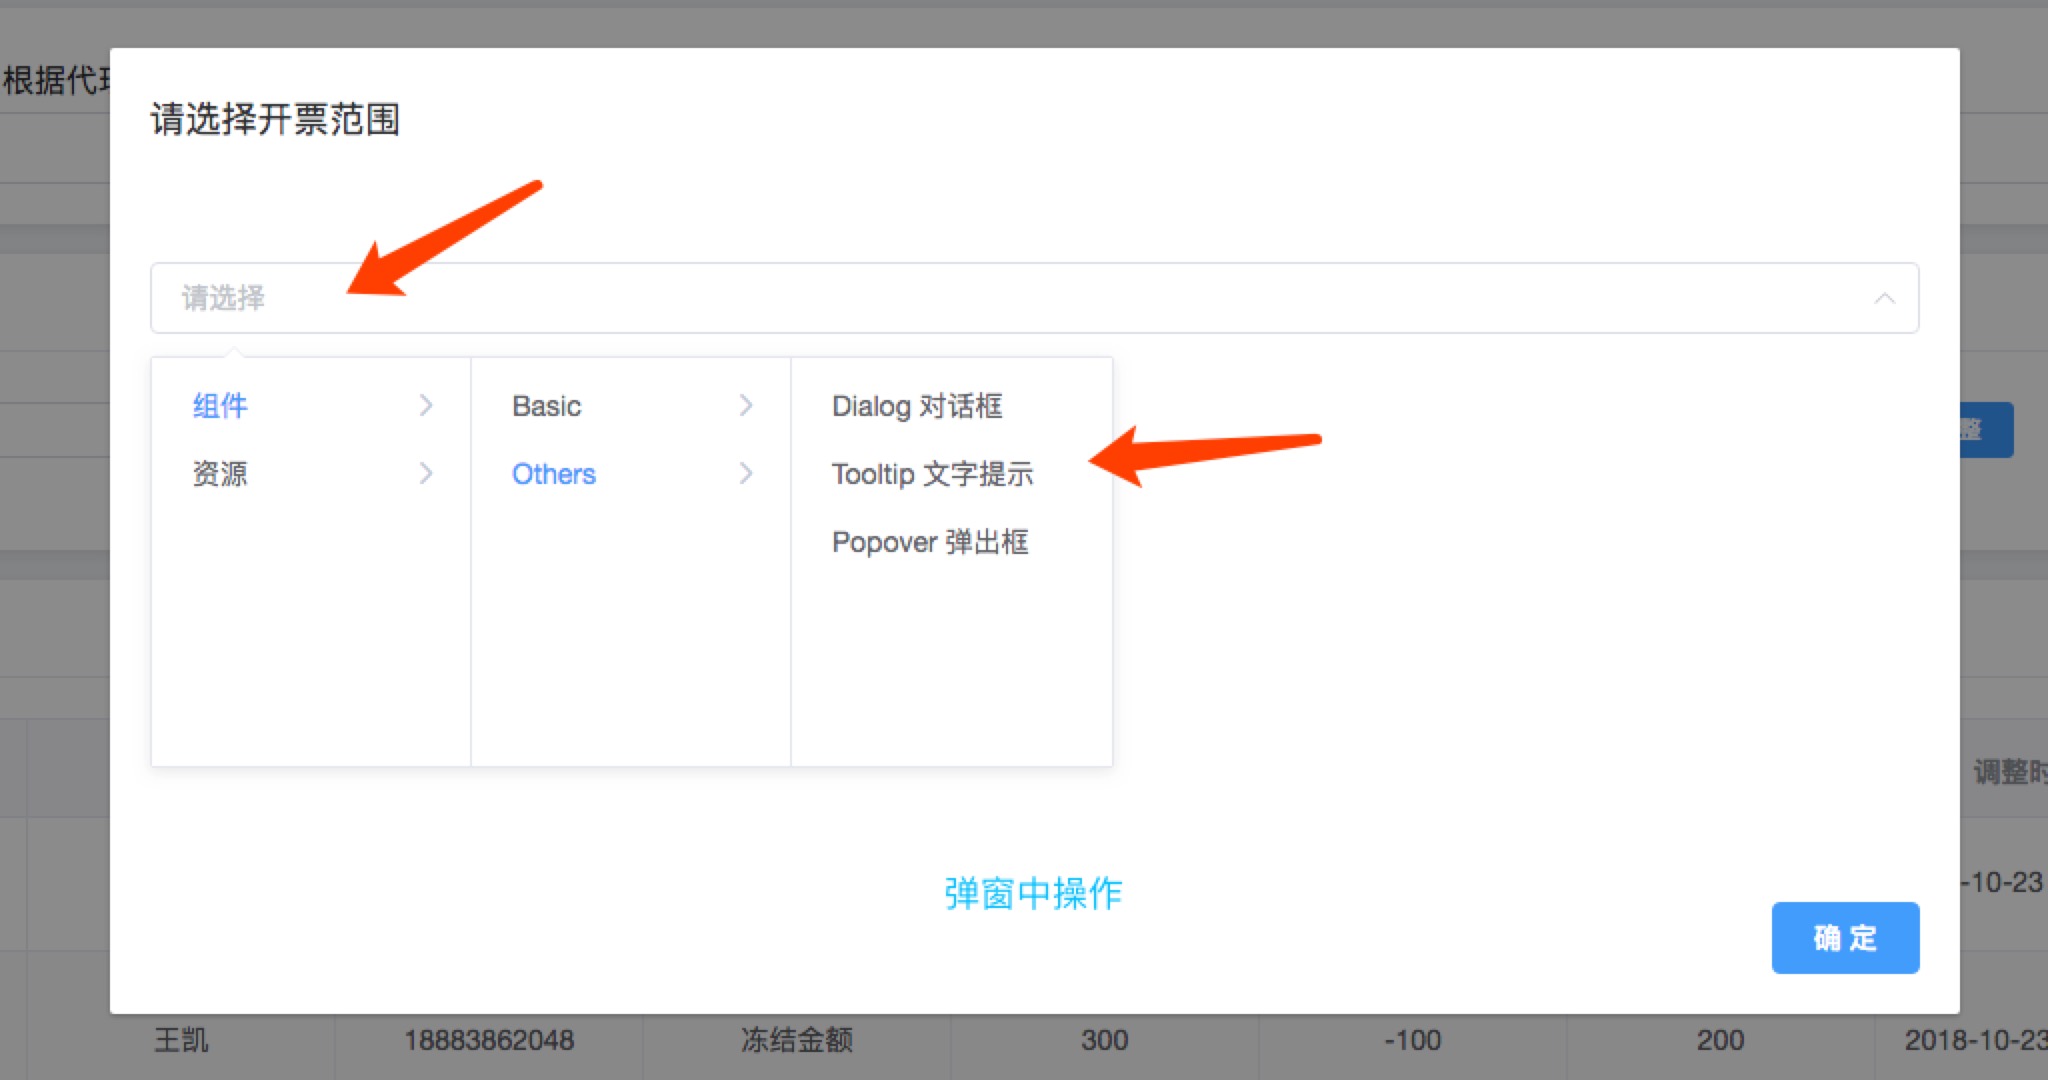 根据代
请选择开票范围
请选择
组件
Basic
Dialog 对话框
整
资源
Others
Tooltip 文字提示
Popover 弹出框
调整时
-10-23
弹窗中操作
确 定
王凯
18883862048
冻结金额
300
-100
200
2018-10-23